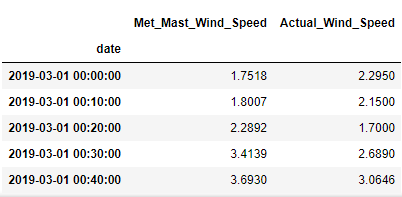 Met_Mast_Wind_Speed Actual_Wind_Speed
date
2019-03-01 00:00:00 1.7518 2.2950
2019-03-01 00:10:00 1.8007 2.1500
2019-03-01 00:20:00 2.2892 1.7000
2019-03-01 00:30:00 3.4139 2.6890
2019-03-01 00:40:00 3.6930 3.0646